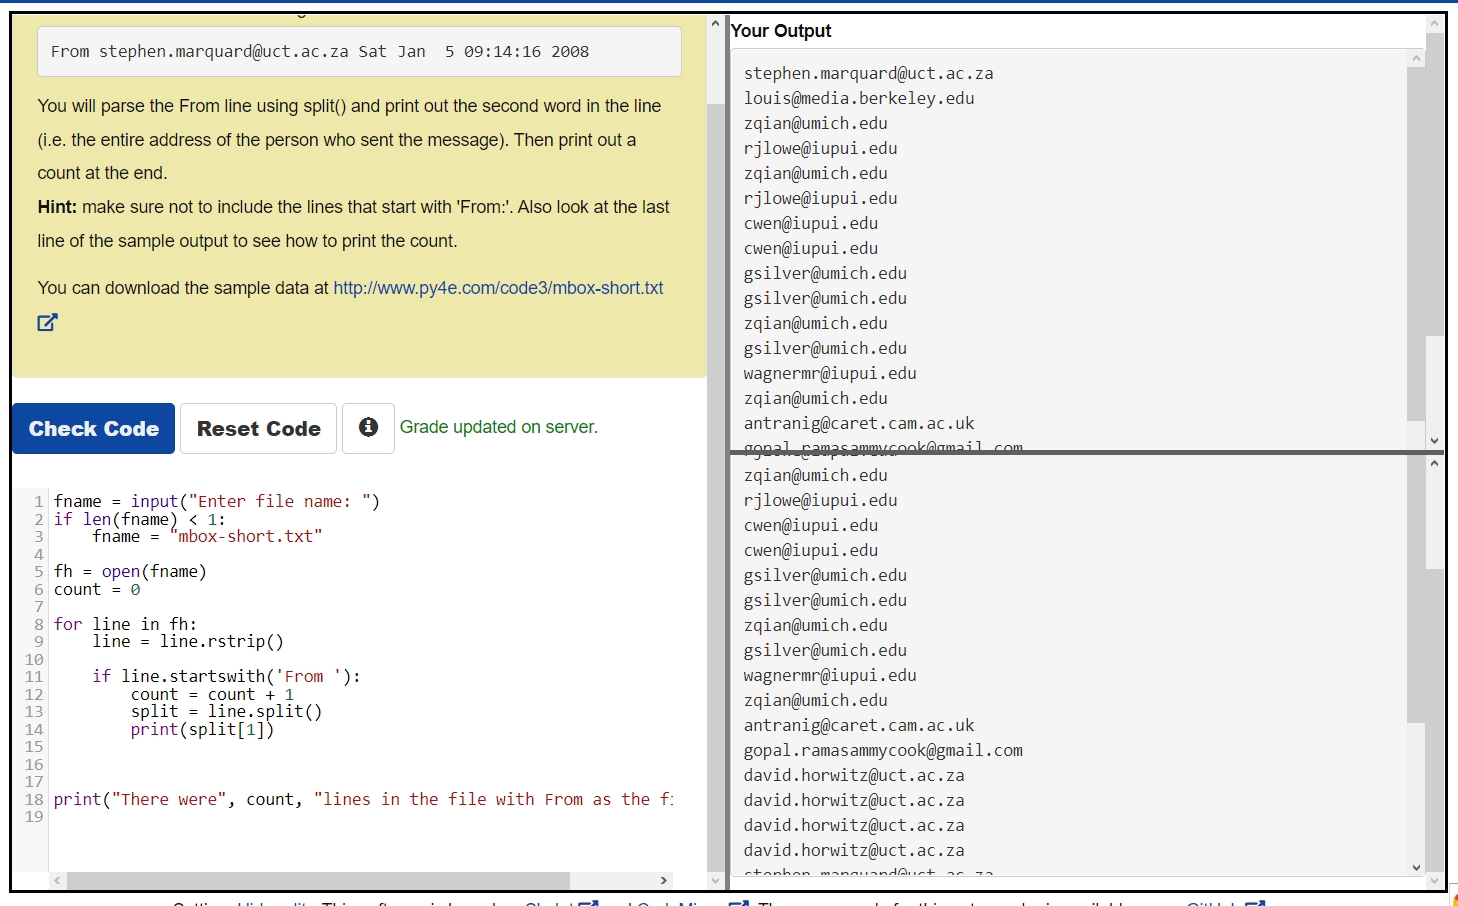 From stephen.marquard@uct.ac.za Sat Jan  5 09:14:16 2008
You will parse the From line using split() and print out the second word in the line
(i.e. the entire address of the person who sent the message). Then print out a
count at the end.
Hint: make sure not to include the lines that start with 'From:'. Also look at the last
line of the sample output to see how to print the count.
You can download the sample data at http://www.py4e.com/code3/mbox-short.txt
Check Code
Reset Code
Grade updated on server.
1 fname = input("Enter file name: ")
2 if len(fname) < 1:
3     fname = "mbox-short.txt"
4
5 fh = open(fname)
6 count = 0
7
8 for line in fh:
9     line = line.rstrip()
10
11     if line.startswith('From '):
12         count = count + 1
13         split = line.split()
14         print(split[1])
15
16
17
18 print("There were", count, "lines in the file with From as the fi
19
Your Output
stephen.marquard@uct.ac.za
louis@media.berkeley.edu
zqian@umich.edu
rjlowe@iupui.edu
zqian@umich.edu
rjlowe@iupui.edu
cwen@iupui.edu
cwen@iupui.edu
gsilver@umich.edu
gsilver@umich.edu
zqian@umich.edu
gsilver@umich.edu
wagnermr@iupui.edu
zqian@umich.edu
antranig@caret.cam.ac.uk
gopal.ramasammycook@gmail.com
zqian@umich.edu
rjlowe@iupui.edu
cwen@iupui.edu
cwen@iupui.edu
gsilver@umich.edu
gsilver@umich.edu
zqian@umich.edu
gsilver@umich.edu
wagnermr@iupui.edu
zqian@umich.edu
antranig@caret.cam.ac.uk
gopal.ramasammycook@gmail.com
david.horwitz@uct.ac.za
david.horwitz@uct.ac.za
david.horwitz@uct.ac.za
david.horwitz@uct.ac.za
stephen.marquard@uct.ac.za